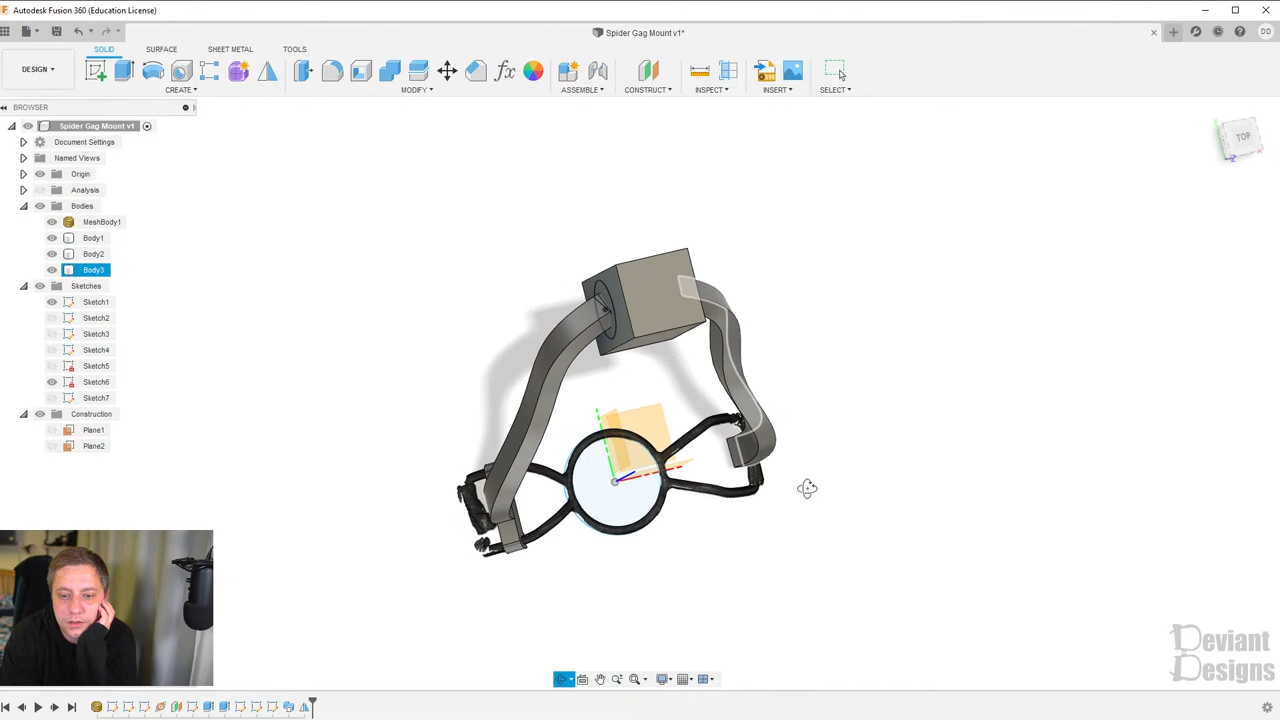 Autodesk Fusion 360 (Education License)
Spider Gag Mount v1*
DD
DESIGN
SOLID
SURFACE
SHEET METAL
TOOLS
CREATE
MODIFY
ASSEMBLE
CONSTRUCT
INSPECT
INSERT
SELECT
BROWSER
Spider Gag Mount v1
Document Settings
Named Views
Origin
Analysis
Bodies
MeshBody1
Body1
Body2
Body3
Sketches
Sketch1
Sketch2
Sketch3
Sketch4
Sketch5
Sketch6
Sketch7
Construction
Plane1
Plane2
TOP
Deviant
Designs